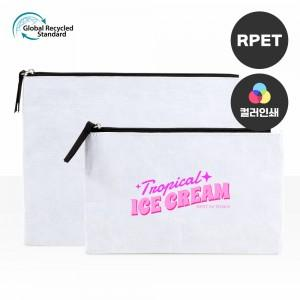 Global Recycled
Standard
RPET
컬러인쇄
Tropical
ICE CREAM